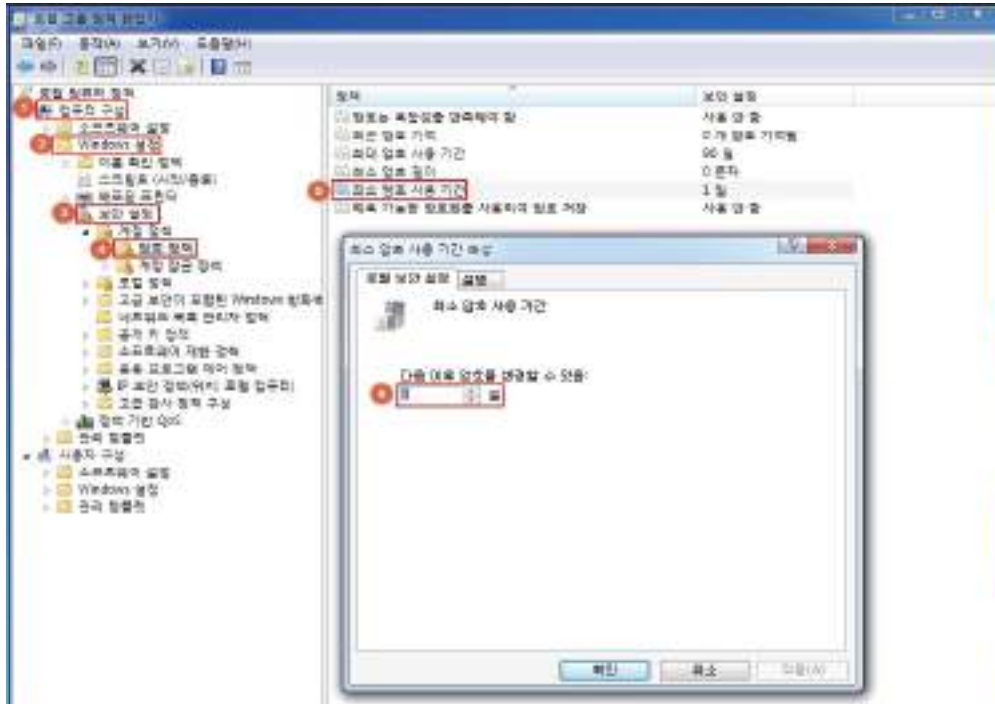 로컬 그룹 정책 편집기
파일(F) 동작(A) 보기(V) 도움말(H)
로컬 컴퓨터 정책
1 컴퓨터 구성
소프트웨어 설정
2 Windows 설정
이름 확인 정책
스크립트 (시작/종료)
배포된 프린터
3 보안 설정
계정 정책
4 암호 정책
계정 잠금 정책
로컬 정책
고급 보안이 포함된 Windows 방화벽
네트워크 목록 관리자 정책
공개 키 정책
소프트웨어 제한 정책
응용 프로그램 제어 정책
IP 보안 정책(위치: 로컬 컴퓨터)
고급 감사 정책 구성
정책 기반 QoS
관리 템플릿
사용자 구성
소프트웨어 설정
Windows 설정
관리 템플릿
정책 보안 설정
암호는 복잡성을 만족해야 함 사용 안 함
최근 암호 기억 0 개 암호 기억됨
최대 암호 사용 기간 90 일
최소 암호 길이 0 문자
5 최소 암호 사용 기간 1 일
해독 가능한 암호화를 사용하여 암호 저장 사용 안 함
최소 암호 사용 기간 속성
로컬 보안 설정 설명
최소 암호 사용 기간
다음 이후 암호를 변경할 수 있음:
6 일
확인 취소 적용(A)